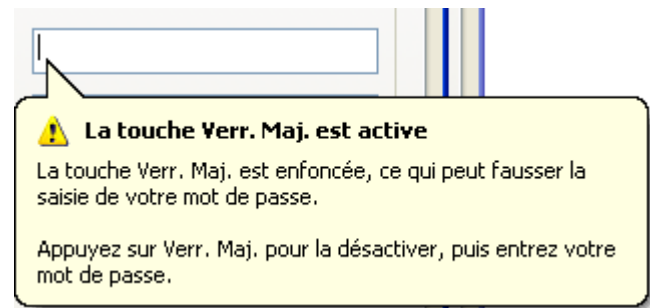 La touche Verr. Maj. est active
La touche Verr. Maj. est enfoncée, ce qui peut fausser la
saisie de votre mot de passe.
Appuyez sur Verr. Maj. pour la désactiver, puis entrez votre
mot de passe.